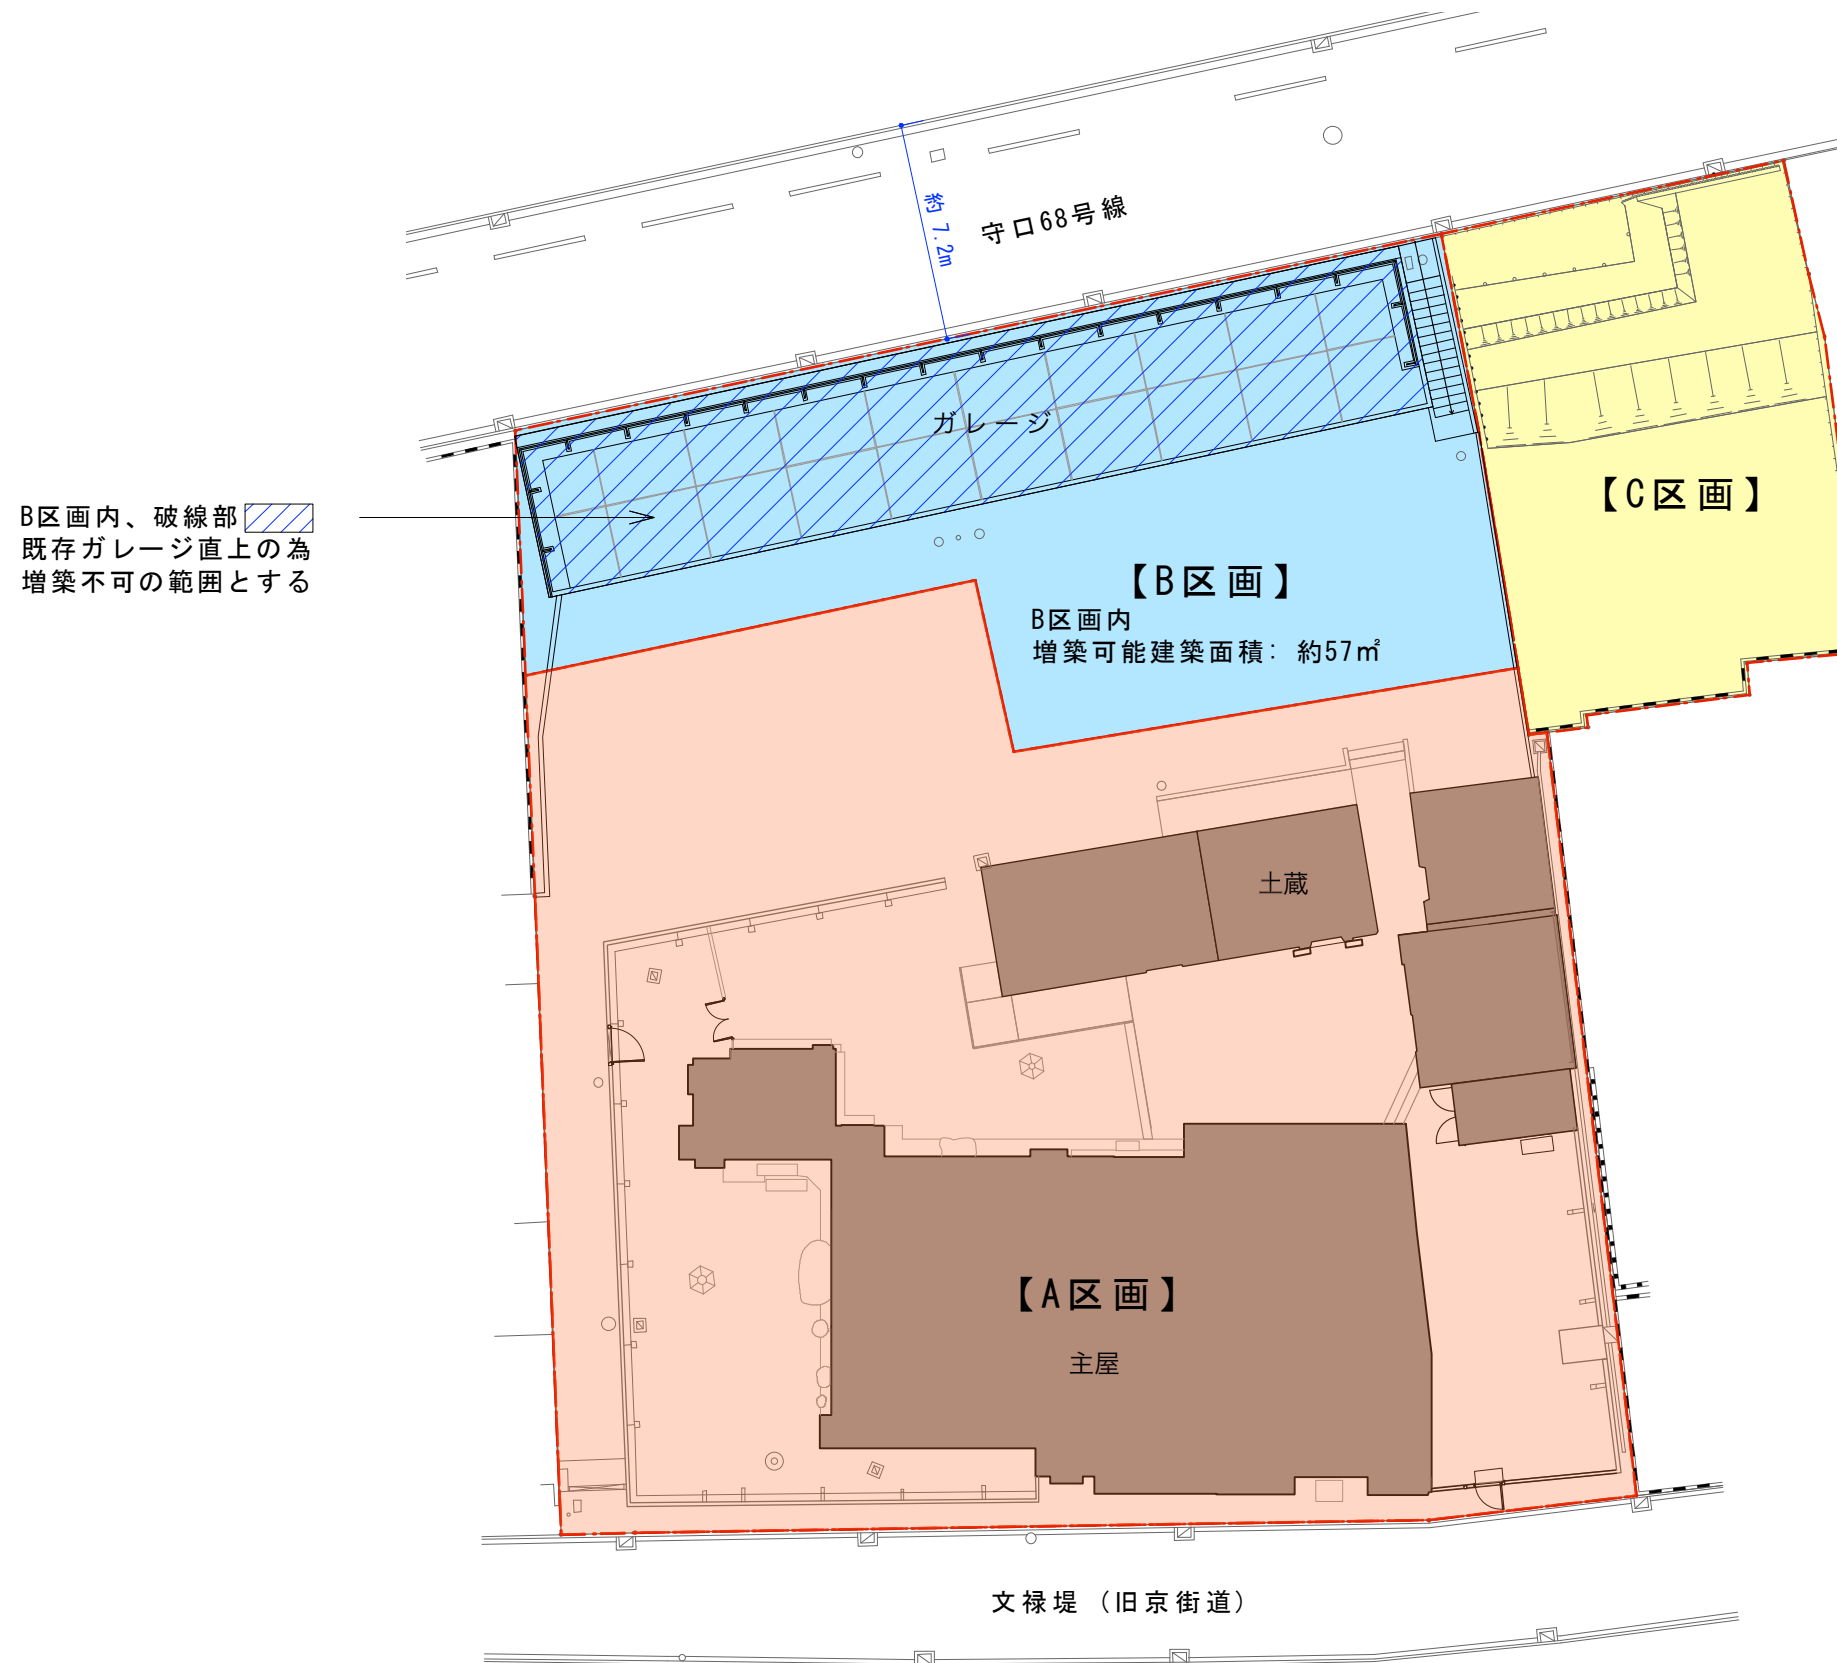 約 7.2m
守口68号線
ガレージ
【C区画】
B区画内、破線部
既存ガレージ直上の為
増築不可の範囲とする
【B区画】
B区画内
増築可能建築面積：約57㎡
土蔵
【A区画】
主屋
文禄堤（旧京街道）